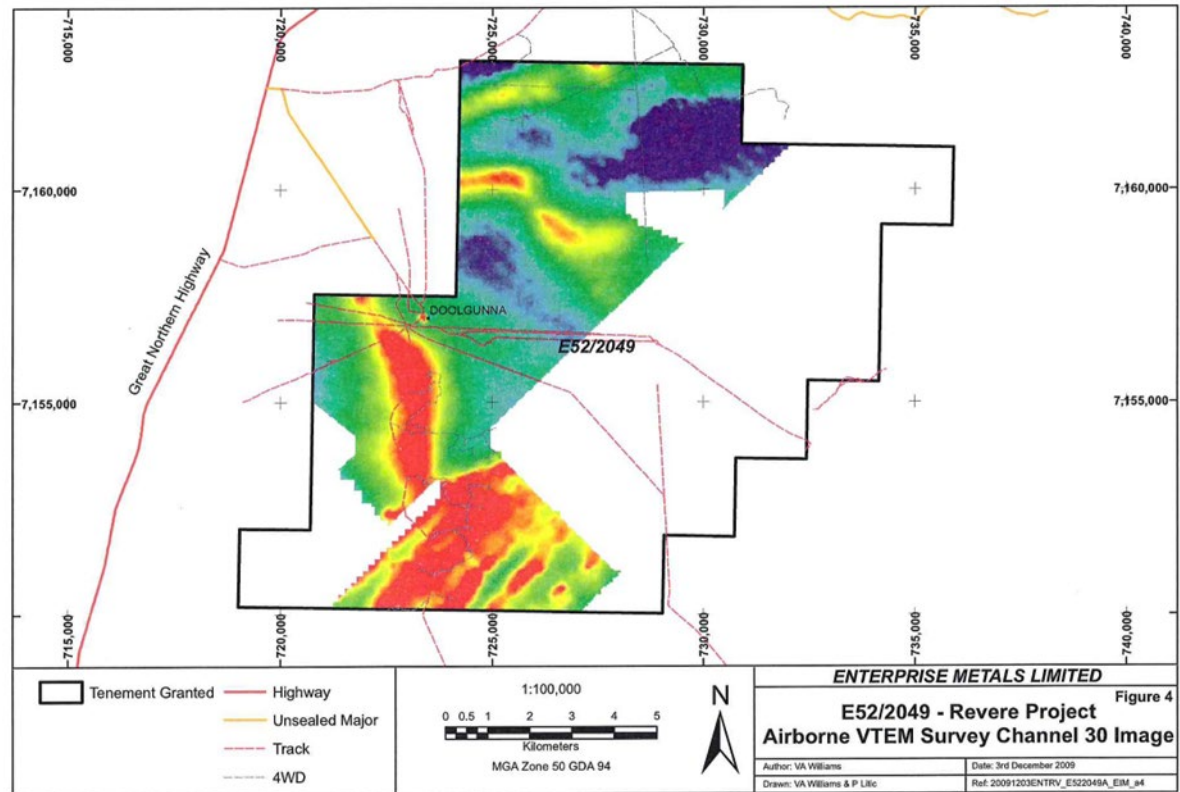 715,000
720,000
725,000
730,000
735,000
740,000
7,160,000
7,160,000
Great Northern Highway
DOOLGUNNA
E52/2049
7,155,000
7,155,000
715,000
720,000
725,000
730,000
735,000
740,000
Tenement Granted
Highway
Unsealed Major
Track
4WD
1:100,000
0 0.5 1 2 3 4 5
Kilometers
MGA Zone 50 GDA 94
N
ENTERPRISE METALS LIMITED
Figure 4
E52/2049 - Revere Project
Airborne VTEM Survey Channel 30 Image
Author: VA Williams
Date: 3rd December 2009
Drawn: VA Williams & P Lilic
Ref: 20091203ENTRV_E522049A_EIM_a4